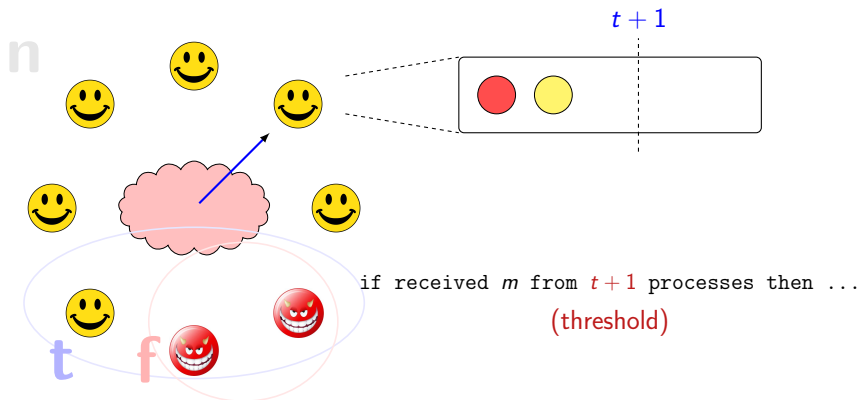 t + 1
n
if received m from t + 1 processes then ...
(threshold)
t f